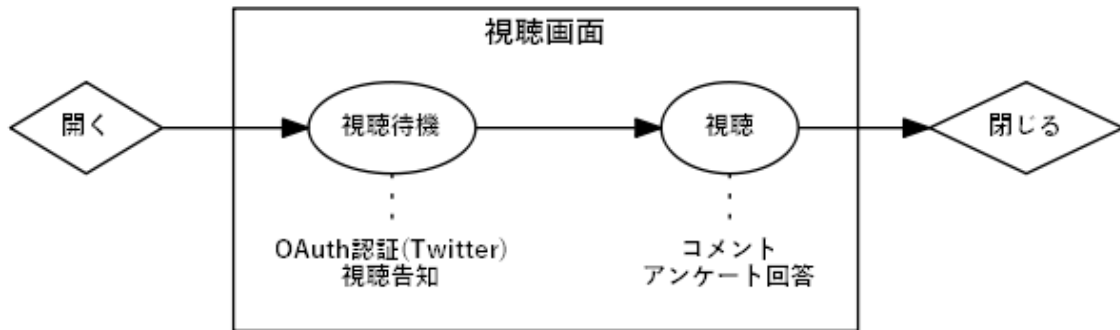 視聴画面
開く
視聴待機
視聴
閉じる
OAuth認証(Twitter)
視聴告知
コメント
アンケート回答